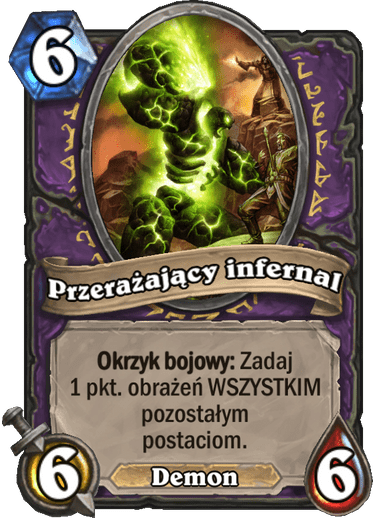 6
Przerażający infernal
Okrzyk bojowy: Zadaj
1 pkt. obrażeń WSZYSTKIM
pozostałym
postaciom.
6
Demon
6